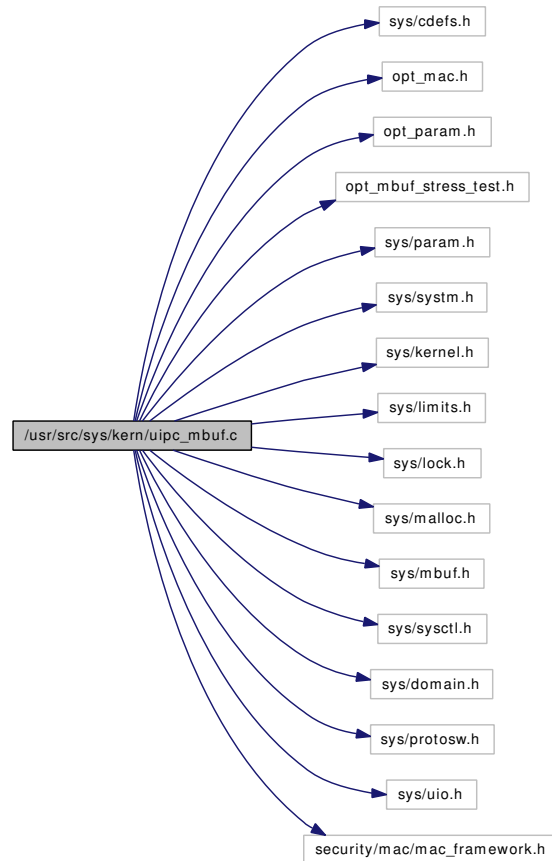 sys/cdefs.h
opt_mac.h
opt_param.h
opt_mbuf_stress_test.h
sys/param.h
sys/systm.h
sys/kernel.h
sys/limits.h
/usr/src/sys/kern/uipc_mbuf.c
sys/lock.h
sys/malloc.h
sys/mbuf.h
sys/sysctl.h
sys/domain.h
sys/protosw.h
sys/uio.h
security/mac/mac_framework.h